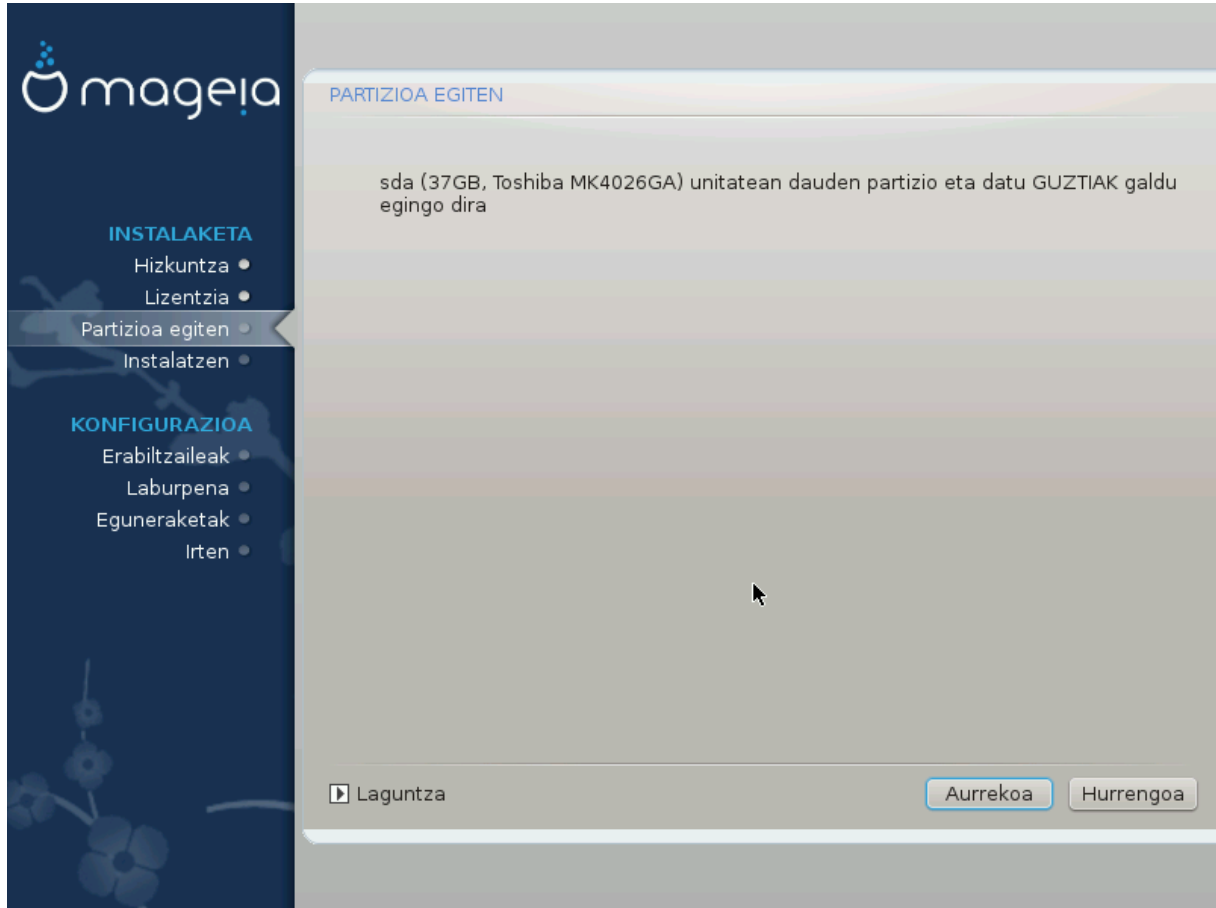 mageia
PARTIZIOA EGITEN
sda (37GB, Toshiba MK4026GA) unitatean dauden partizio eta datu GUZTIAK galdu
egingo dira
INSTALAKETA
Hizkuntza
Lizentzia
Partizioa egiten
Instalatzen
KONFIGURAZIOA
Erabiltzaileak
Laburpena
Eguneraketak
Irten
Laguntza
Aurrekoa
Hurrengoa